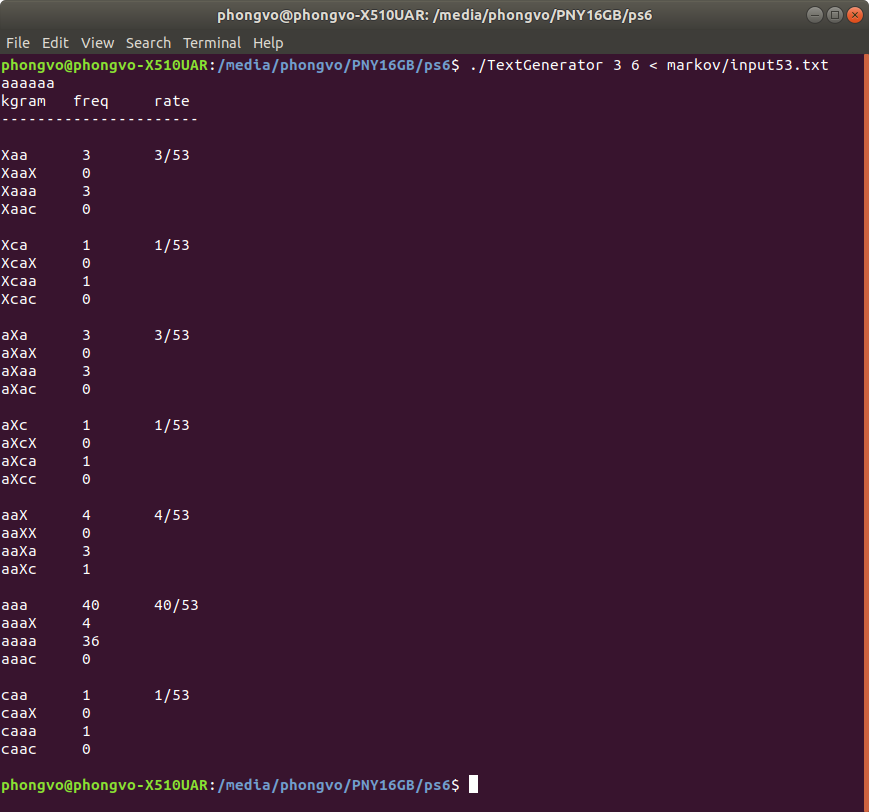 phongvo@phongvo-X510UAR: /media/phongvo/PNY16GB/ps6
File Edit View Search Terminal Help
phongvo@phongvo-X510UAR:/media/phongvo/PNY16GB/ps6$ ./TextGenerator 3 6 < markov/input53.txt
aaaaaa
kgram   freq     rate
----------------------
Xaa      3       3/53
XaaX     0
Xaaa     3
Xaac     0
Xca      1       1/53
XcaX     0
Xcaa     1
Xcac     0
aXa      3       3/53
aXaX     0
aXaa     3
aXac     0
aXc      1       1/53
aXcX     0
aXca     1
aXcc     0
aaX      4       4/53
aaXX     0
aaXa     3
aaXc     1
aaa      40      40/53
aaaX     4
aaaa     36
aaac     0
caa      1       1/53
caaX     0
caaa     1
caac     0
phongvo@phongvo-X510UAR:/media/phongvo/PNY16GB/ps6$